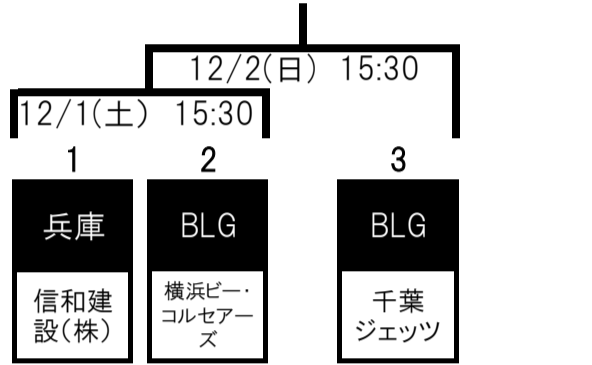 12/2(日) 15:30
12/1(土) 15:30
1
2
3
兵庫
BLG
BLG
信和建
設(株)
横浜ビー・
コルセアー
ズ
千葉
ジェッツ